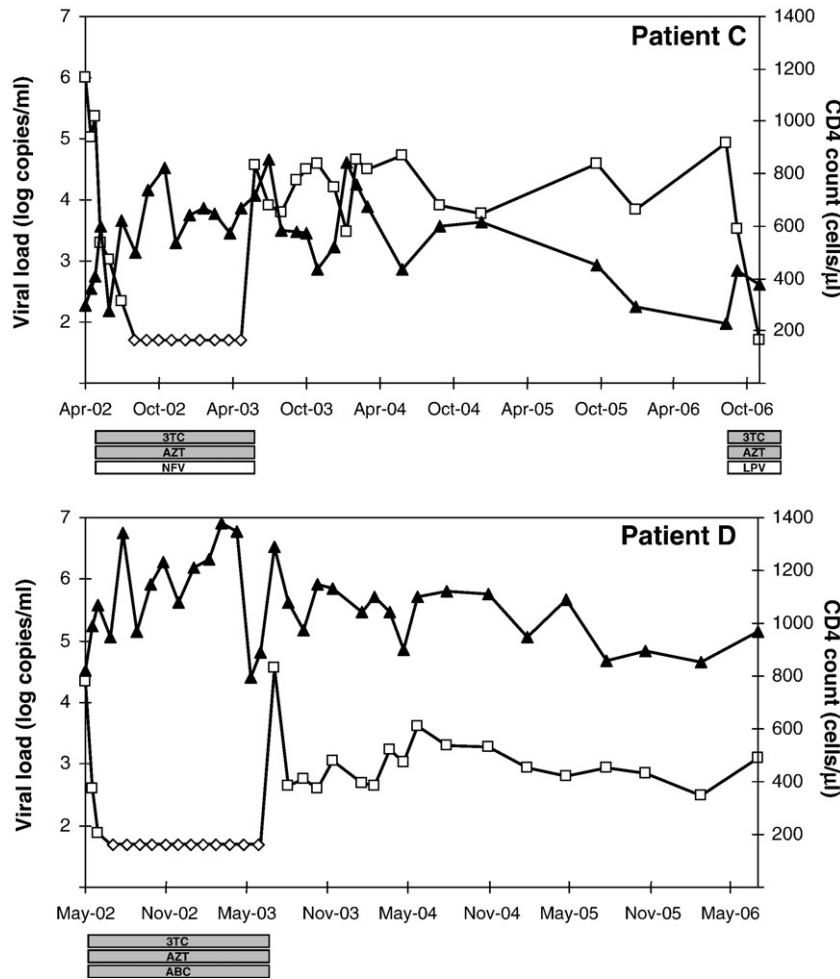 Patient C
Viral load (log copies/ml)
CD4 count (cells/µl)
7
6
5
4
3
2
1400
1200
1000
800
600
400
200
Apr-02 Oct-02 Apr-03 Oct-03 Apr-04 Oct-04 Apr-05 Oct-05 Apr-06 Oct-06
3TC 3TC
AZT AZT
NFV LPV
Patient D
Viral load (log copies/ml)
CD4 count (cells/µl)
7
6
5
4
3
2
1400
1200
1000
800
600
400
200
May-02 Nov-02 May-03 Nov-03 May-04 Nov-04 May-05 Nov-05 May-06
3TC
AZT
ABC